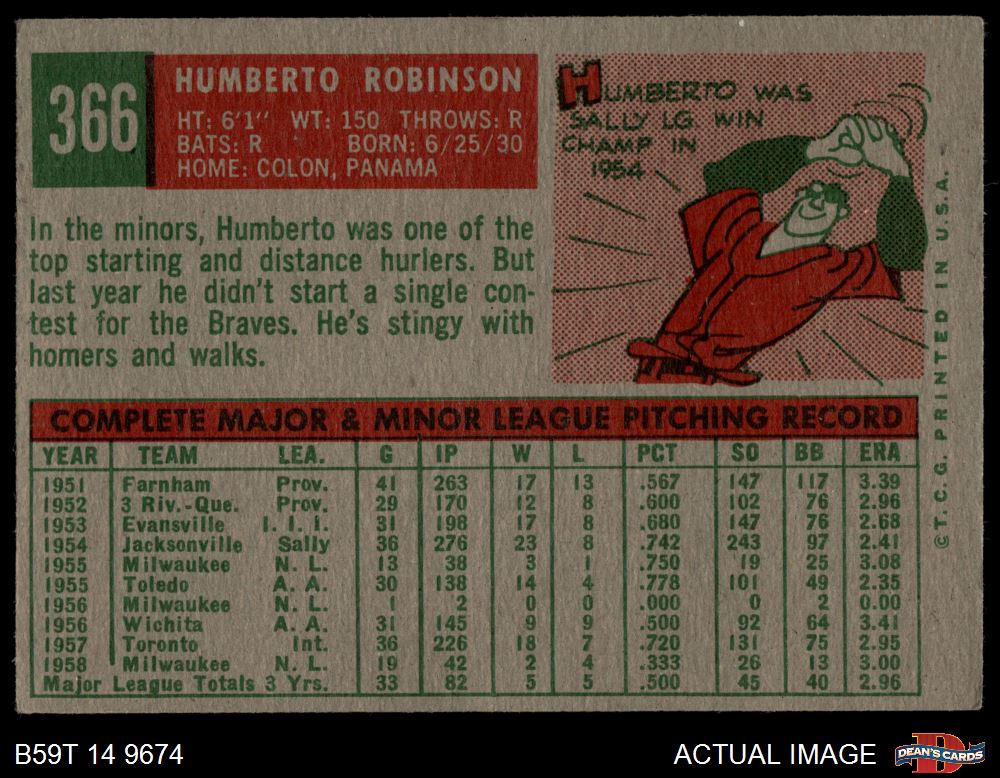 366
HUMBERTO ROBINSON
HT: 6'1" WT: 150 THROWS: R
BATS: R BORN: 6/25/30
HOME: COLON, PANAMA
In the minors, Humberto was one of the
top starting and distance hurlers. But
last year he didn't start a single con-
test for the Braves. He's stingy with
homers and walks.
HUMBERTO WAS
SALLY LG WIN
CHAMP IN
1954
COMPLETE MAJOR & MINOR LEAGUE PITCHING RECORD
YEAR TEAM LEA. G IP W L PCT SO BB ERA
1951 Farnham Prov. 41 263 17 13 .567 147 117 3.39
1952 3 Riv.-Que. Prov. 29 170 12 8 .600 102 76 2.96
1953 Evansville I. I. I. 31 198 17 8 .680 147 76 2.68
1954 Jacksonville Sally 36 276 23 8 .742 243 97 2.41
1955 Milwaukee N. L. 13 38 3 1 .750 19 25 3.08
1955 Toledo A. A. 30 138 14 4 .778 101 49 2.35
1956 Milwaukee N. L. 1 2 0 0 .000 0 2 0.00
1956 Wichita A. A. 31 145 9 9 .500 92 64 3.41
1957 Toronto Int. 36 226 18 7 .720 131 75 2.95
1958 Milwaukee N. L. 19 42 2 4 .333 26 13 3.00
Major League Totals 3 Yrs. 33 82 5 5 .500 45 40 2.96
© T. C. G. PRINTED IN U.S.A.
B59T 14 9674
ACTUAL IMAGE
D
DEAN'S CARDS